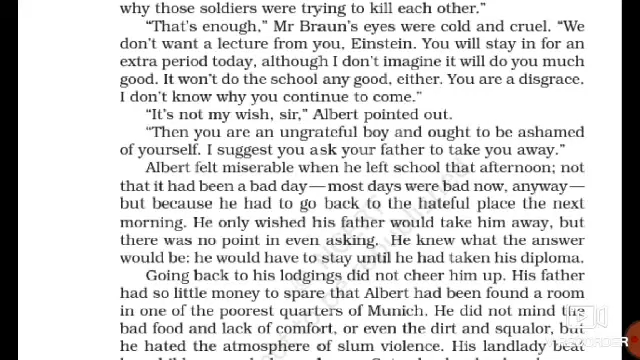 why those soldiers were trying to kill each other."
"That's enough," Mr Braun's eyes were cold and cruel. "We
don't want a lecture from you, Einstein. You will stay in for an
extra period today, although I don't imagine it will do you much
good. It won't do the school any good, either. You are a disgrace.
I don't know why you continue to come."
"It's not my wish, sir," Albert pointed out.
"Then you are an ungrateful boy and ought to be ashamed
of yourself. I suggest you ask your father to take you away."
Albert felt miserable when he left school that afternoon; not
that it had been a bad day — most days were bad now, anyway —
but because he had to go back to the hateful place the next
morning. He only wished his father would take him away, but
there was no point in even asking. He knew what the answer
would be: he would have to stay until he had taken his diploma.
Going back to his lodgings did not cheer him up. His father
had so little money to spare that Albert had been found a room
in one of the poorest quarters of Munich. He did not mind the
bad food and lack of comfort, or even the dirt and squalor, but
he hated the atmosphere of slum violence. His landlady beat